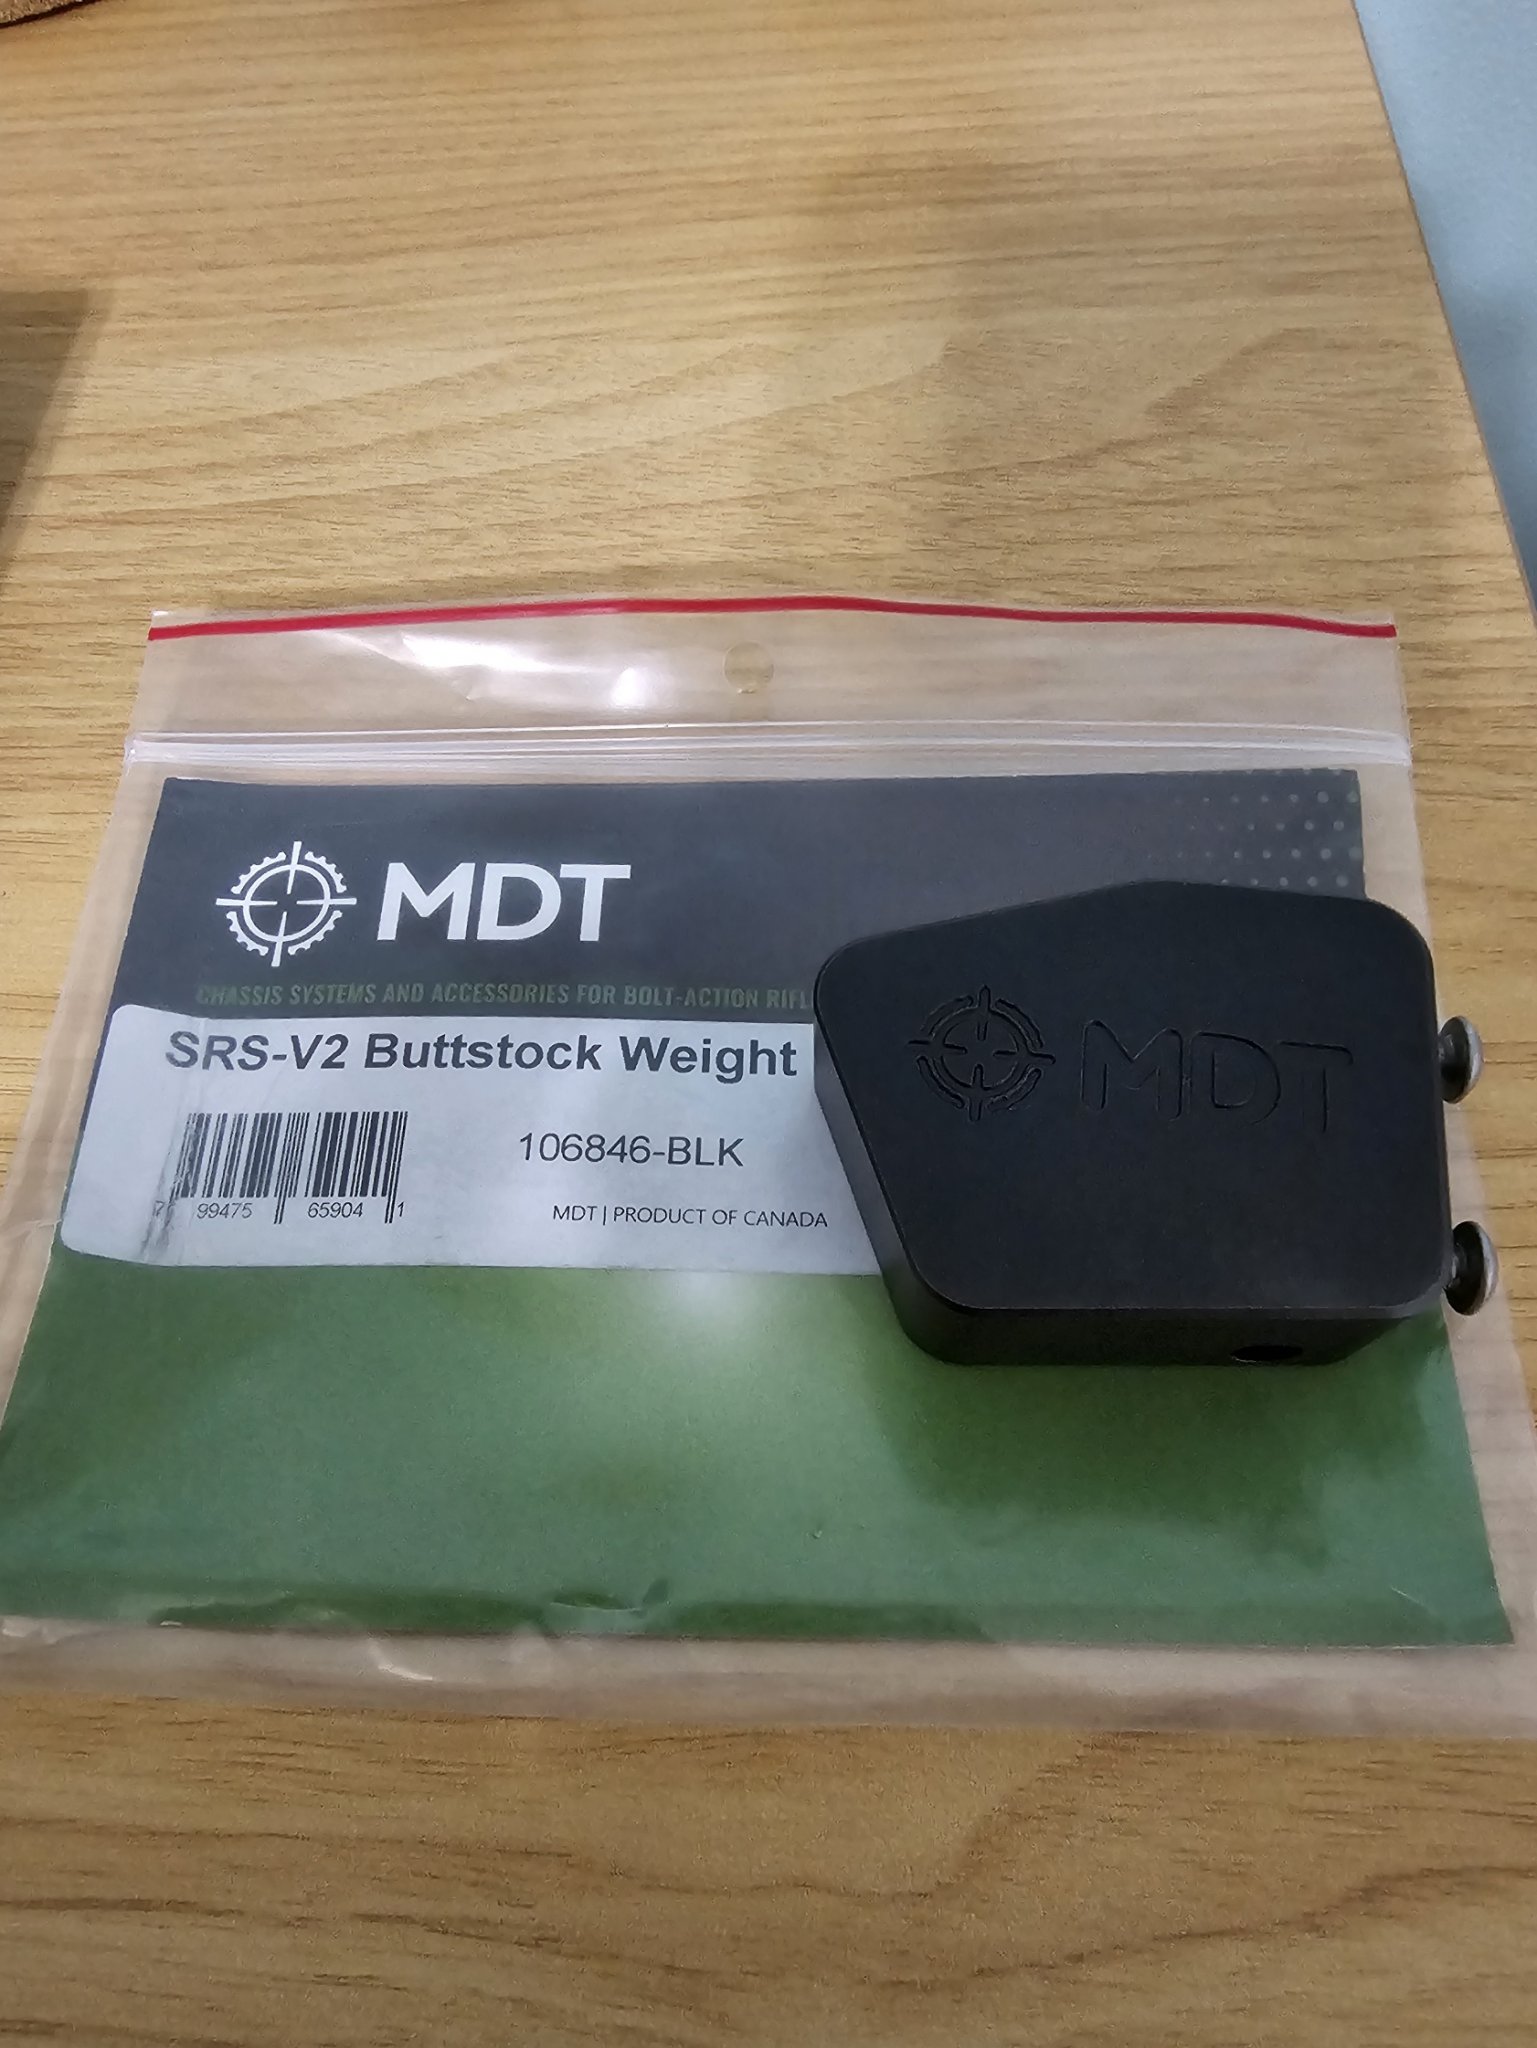 MDT
CHASSIS SYSTEMS AND ACCESSORIES FOR BOLT-ACTION
SRS-V2 Buttstock Weight
106846-BLK
7 99475 65904 1
MDT | PRODUCT OF CANADA
MDT